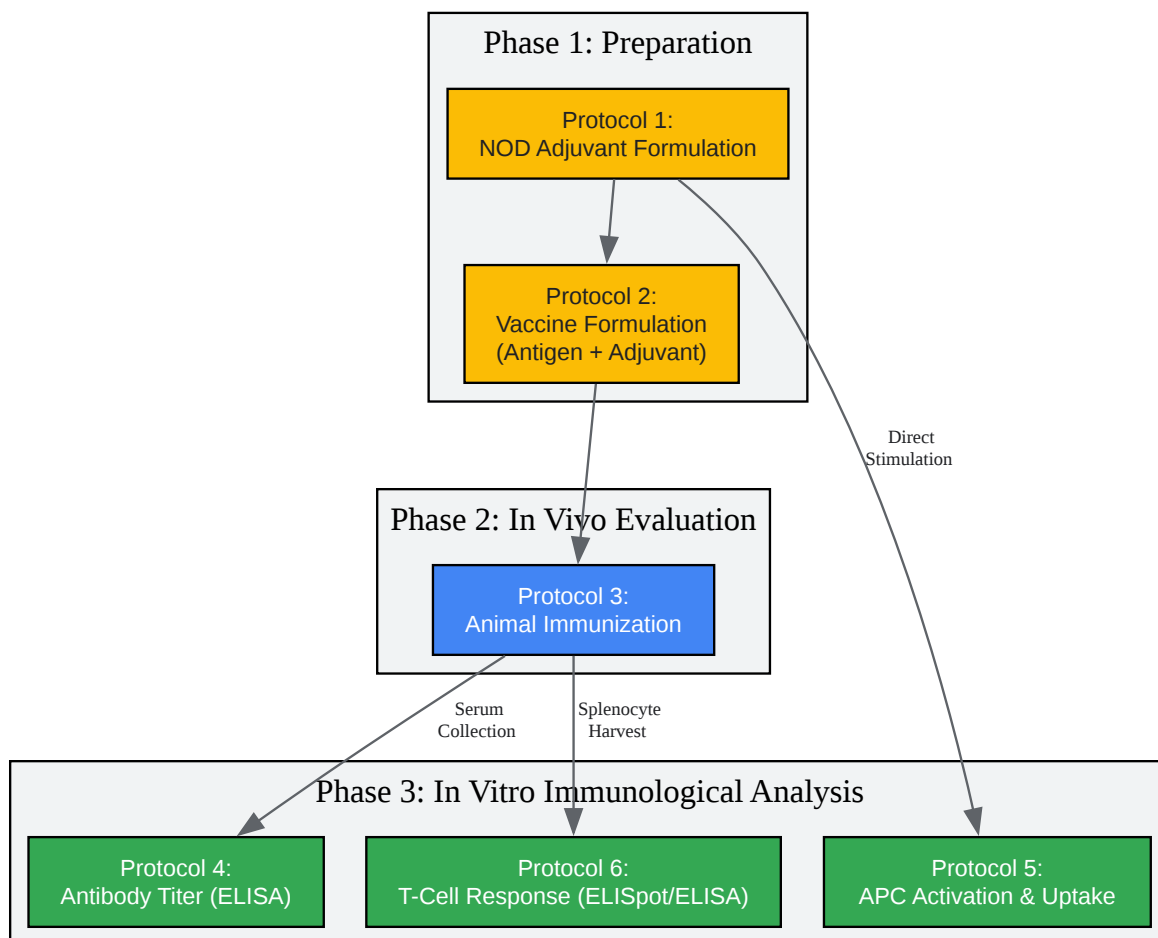 Phase 1: Preparation
Protocol 1:
NOD Adjuvant Formulation
Protocol 2:
Vaccine Formulation
(Antigen + Adjuvant)
Direct
Stimulation
Phase 2: In Vivo Evaluation
Protocol 3:
Animal Immunization
Serum
Collection
Splenocyte
Harvest
Phase 3: In Vitro Immunological Analysis
Protocol 4:
Antibody Titer (ELISA)
Protocol 6:
T-Cell Response (ELISpot/ELISA)
Protocol 5:
APC Activation & Uptake